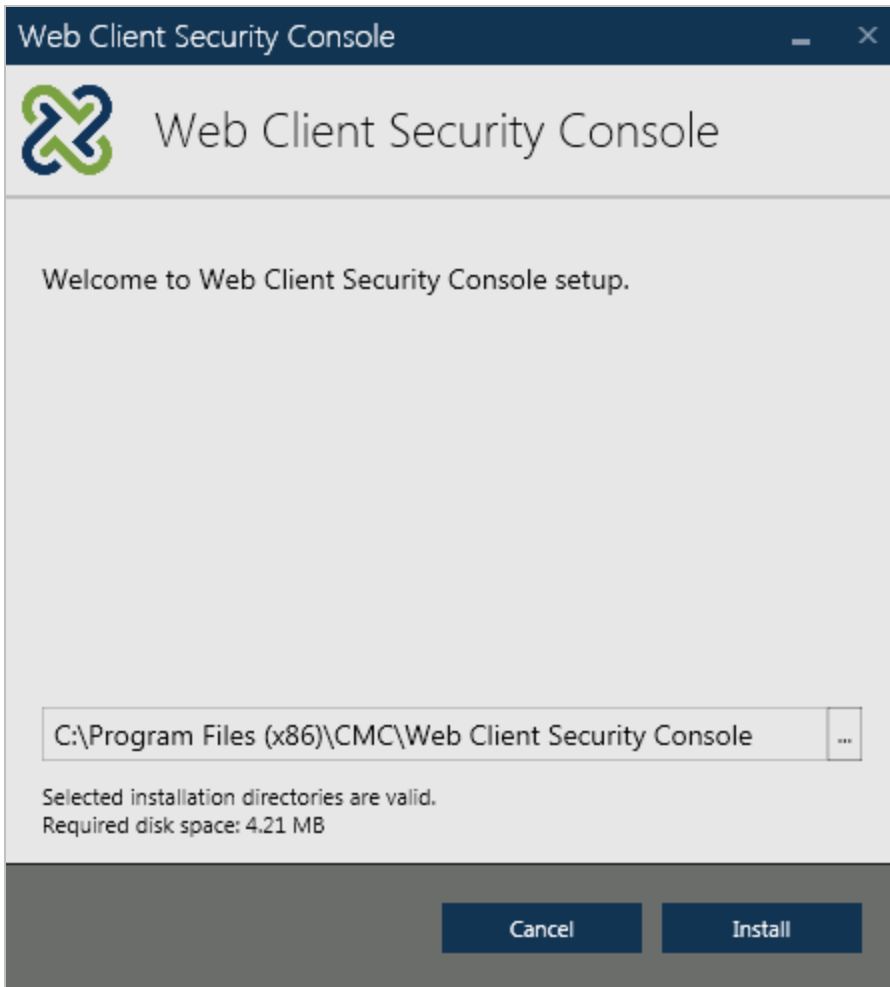 Web Client Security Console
Web Client Security Console
Welcome to Web Client Security Console setup.
C:\Program Files (x86)\CMC\Web Client Security Console
...
Selected installation directories are valid.
Required disk space: 4.21 MB
Cancel
Install